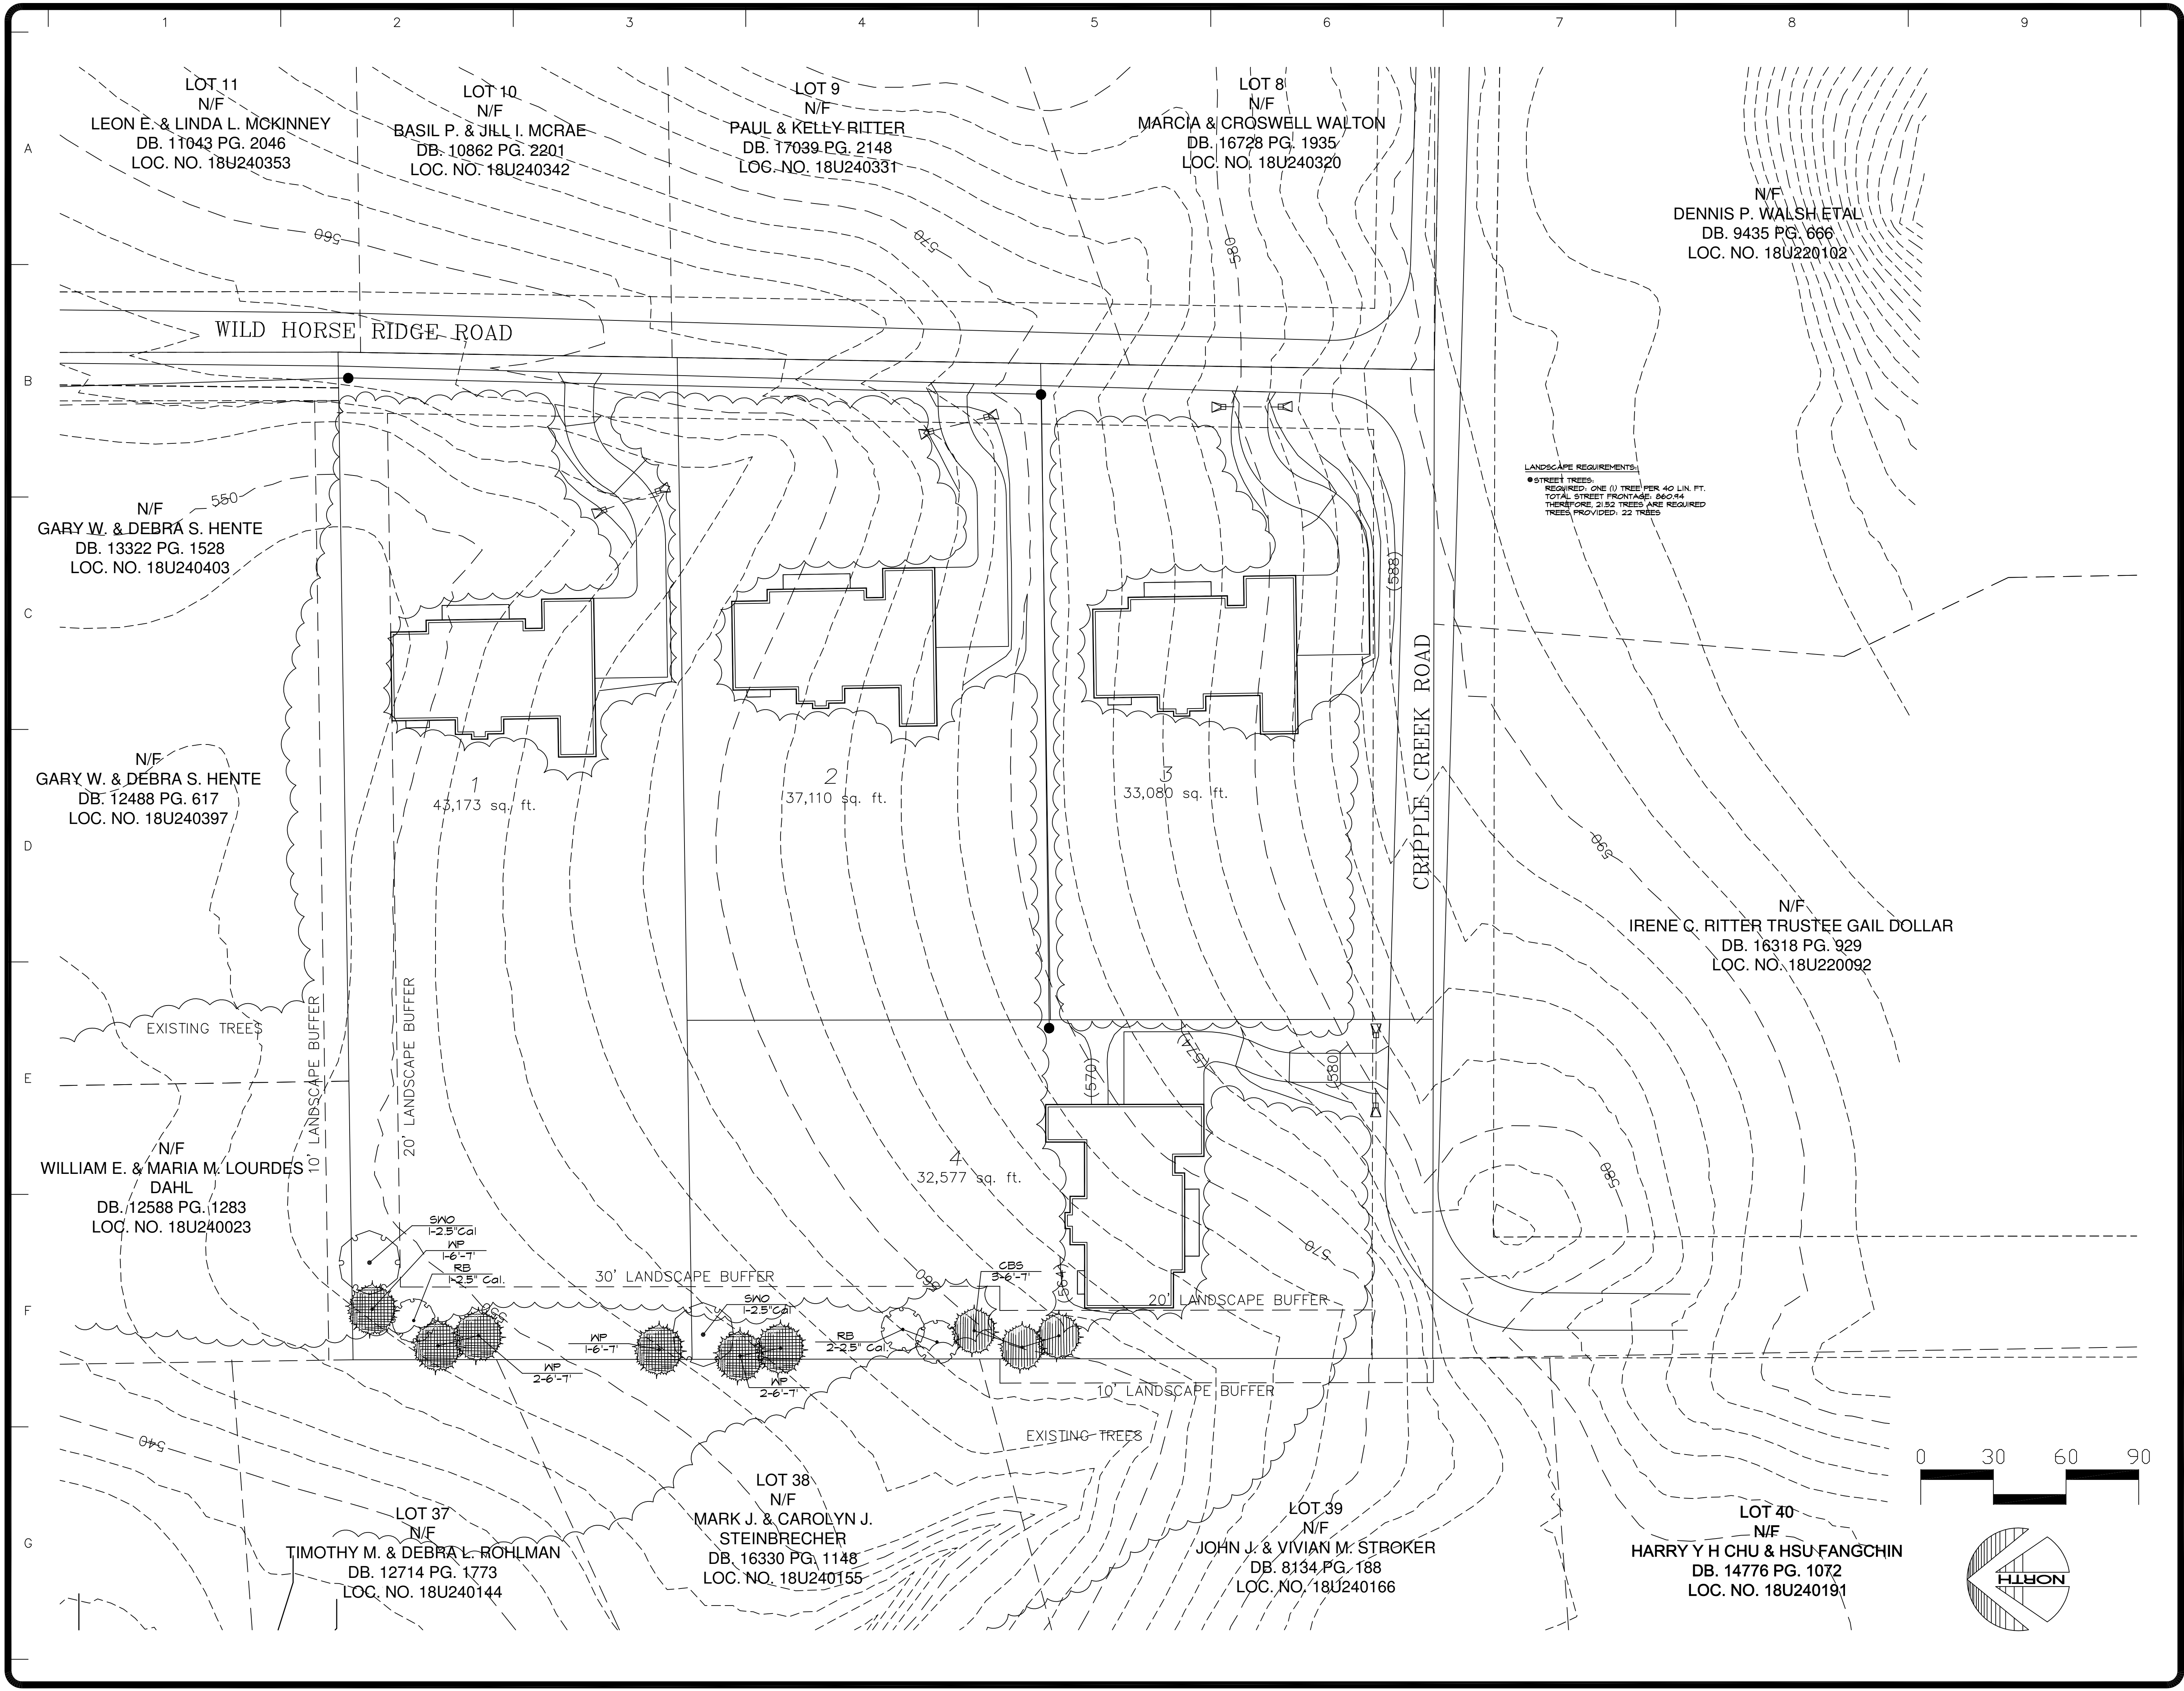 1 2 3 4 5 6 7 8 9
A
LOT 11
N/F
LEON E. & LINDA L. MCKINNEY
DB. 11043 PG. 2046
LOC. NO. 18U240353
LOT 10
N/F
BASIL P. & JILL I. MCRAE
DB. 10862 PG. 2201
LOC. NO. 18U240342
LOT 9
N/F
PAUL & KELLY RITTER
DB. 17039 PG. 2148
LOC. NO. 18U240331
LOT 8
N/F
MARCIA & CROSWELL WALTON
DB. 16728 PG. 1935
LOC. NO. 18U240320
N/F
DENNIS P. WALSH ETAL
DB. 9435 PG. 666
LOC. NO. 18U220102
560
570
580
WILD HORSE RIDGE ROAD
B
LANDSCAPE REQUIREMENTS:
STREET TREES:
REQUIRED: ONE (1) TREE PER 40 LIN. FT.
TOTAL STREET FRONTAGE: 860.94
THEREFORE, 21.52 TREES ARE REQUIRED
TREES PROVIDED: 22 TREES
550
N/F
GARY W. & DEBRA S. HENTE
DB. 13322 PG. 1528
LOC. NO. 18U240403
(588)
C
CRIPPLE CREEK ROAD
N/F
GARY W. & DEBRA S. HENTE
DB. 12488 PG. 617
LOC. NO. 18U240397
1
43,173 sq. ft.
2
37,110 sq. ft.
3
33,080 sq. ft.
D
590
N/F
IRENE C. RITTER TRUSTEE GAIL DOLLAR
DB. 16318 PG. 929
LOC. NO. 18U220092
EXISTING TREES
10' LANDSCAPE BUFFER
20' LANDSCAPE BUFFER
E
(570)
(574)
(580)
N/F
WILLIAM E. & MARIA M. LOURDES
DAHL
DB. 12588 PG. 1283
LOC. NO. 18U240023
4
32,577 sq. ft.
580
SWO
1-2.5"Cal
WP
1-6'-7'
RB
1-2.5" Cal.
570
F
30' LANDSCAPE BUFFER
560
CBS
3-6'-7'
(564)
20' LANDSCAPE BUFFER
550
SWO
1-2.5"Cal
WP
1-6'-7'
RB
2-2.5" Cal.
WP
2-6'-7'
WP
2-6'-7'
10' LANDSCAPE BUFFER
EXISTING TREES
540
0 30 60 90
G
LOT 37
N/F
TIMOTHY M. & DEBRA L. ROHLMAN
DB. 12714 PG. 1773
LOC. NO. 18U240144
LOT 38
N/F
MARK J. & CAROLYN J.
STEINBRECHER
DB. 16330 PG. 1148
LOC. NO. 18U240155
LOT 39
N/F
JOHN J. & VIVIAN M. STROKER
DB. 8134 PG. 188
LOC. NO. 18U240166
LOT 40
N/F
HARRY Y H CHU & HSU FANGCHIN
DB. 14776 PG. 1072
LOC. NO. 18U240191
NORTH